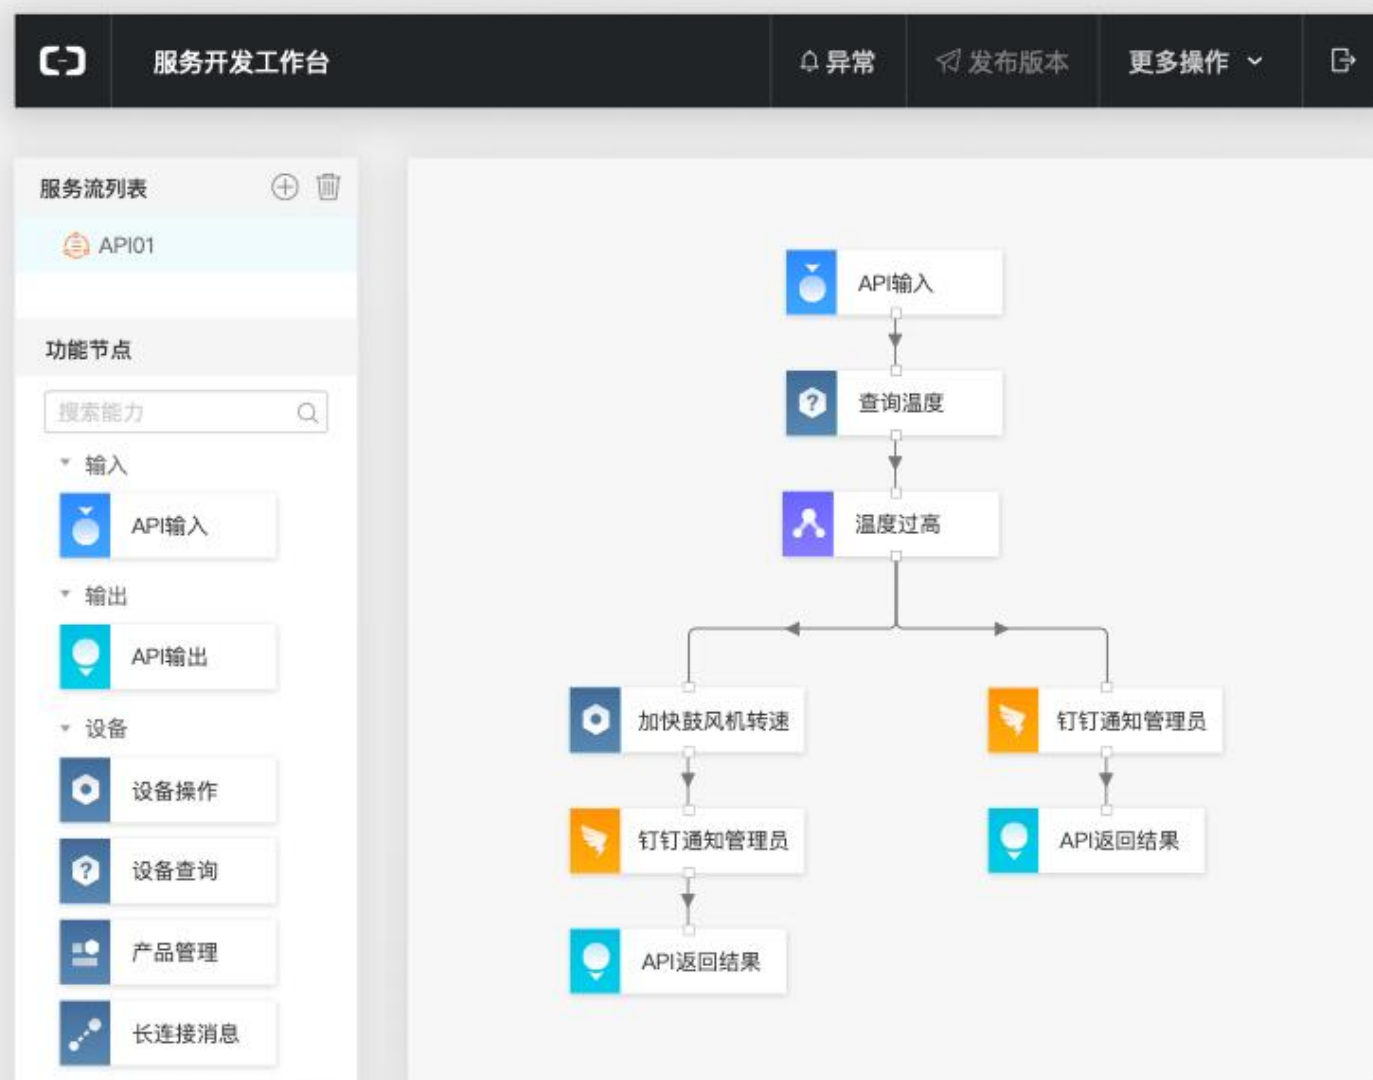 服务开发工作台
异常
发布版本
更多操作
服务流列表
API01
功能节点
搜索能力
输入
API输入
输出
API输出
设备
设备操作
设备查询
产品管理
长连接消息
API输入
查询温度
温度过高
加快鼓风机转速
钉钉通知管理员
钉钉通知管理员
API返回结果
API返回结果